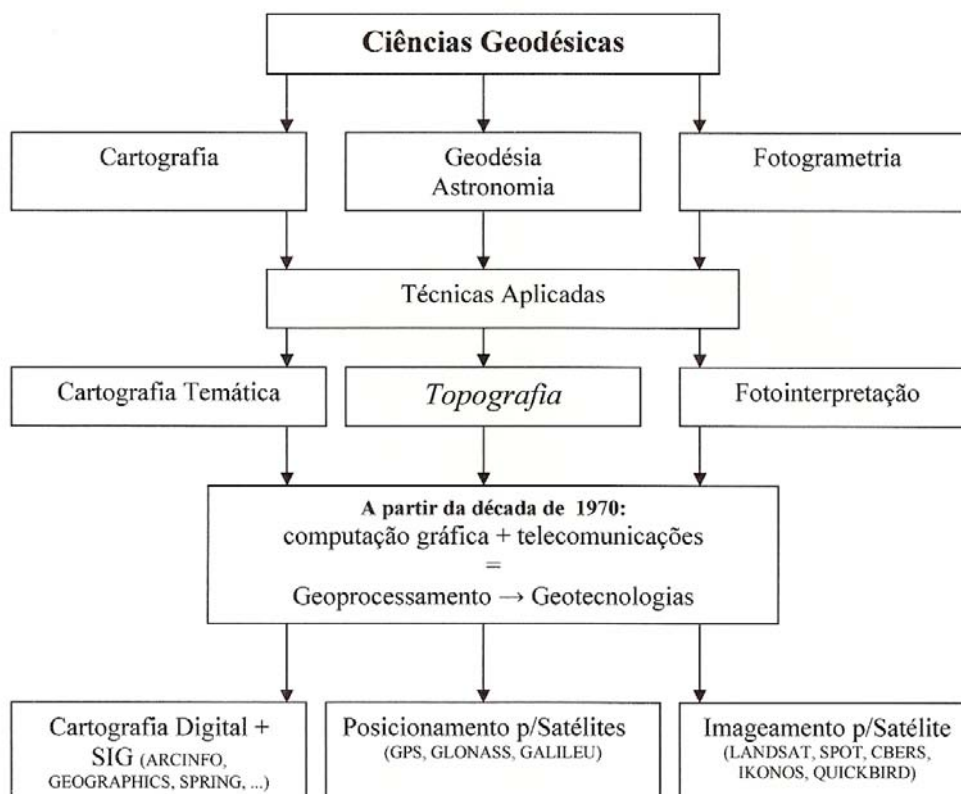 Ciências Geodésicas
Cartografia
Geodésia
Astronomia
Fotogrametria
Técnicas Aplicadas
Cartografia Temática
Topografia
Fotointerpretação
A partir da década de 1970:
computação gráfica + telecomunicações
=
Geoprocessamento → Geotecnologias
Cartografia Digital +
SIG (ARCINFO,
GEOGRAPHICS, SPRING, ...)
Posicionamento p/Satélites
(GPS, GLONASS, GALILEU)
Imageamento p/Satélite
(LANDSAT, SPOT, CBERS,
IKONOS, QUICKBIRD)